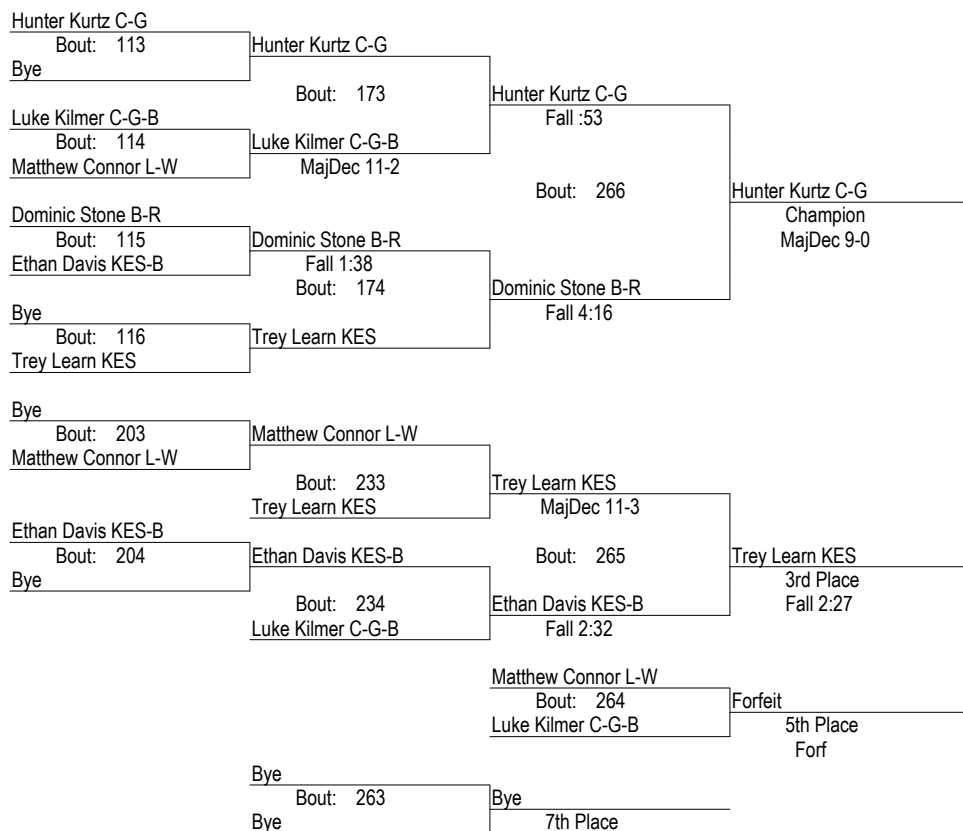 Hunter Kurtz C-G
Bout: 113
Hunter Kurtz C-G
Bye
Bout: 173
Hunter Kurtz C-G
Fall :53
Luke Kilmer C-G-B
Bout: 114
Luke Kilmer C-G-B
Matthew Connor L-W
MajDec 11-2
Bout: 266
Hunter Kurtz C-G
Champion
MajDec 9-0
Dominic Stone B-R
Bout: 115
Dominic Stone B-R
Ethan Davis KES-B
Fall 1:38
Bout: 174
Dominic Stone B-R
Fall 4:16
Bye
Bout: 116
Trey Learn KES
Trey Learn KES
Bye
Bout: 203
Matthew Connor L-W
Matthew Connor L-W
Bout: 233
Trey Learn KES
Trey Learn KES
MajDec 11-3
Ethan Davis KES-B
Bout: 204
Ethan Davis KES-B
Bye
Bout: 265
Trey Learn KES
3rd Place
Fall 2:27
Bout: 234
Ethan Davis KES-B
Luke Kilmer C-G-B
Fall 2:32
Matthew Connor L-W
Bout: 264
Forfeit
Luke Kilmer C-G-B
5th Place
Forf
Bye
Bout: 263
Bye
Bye
7th Place